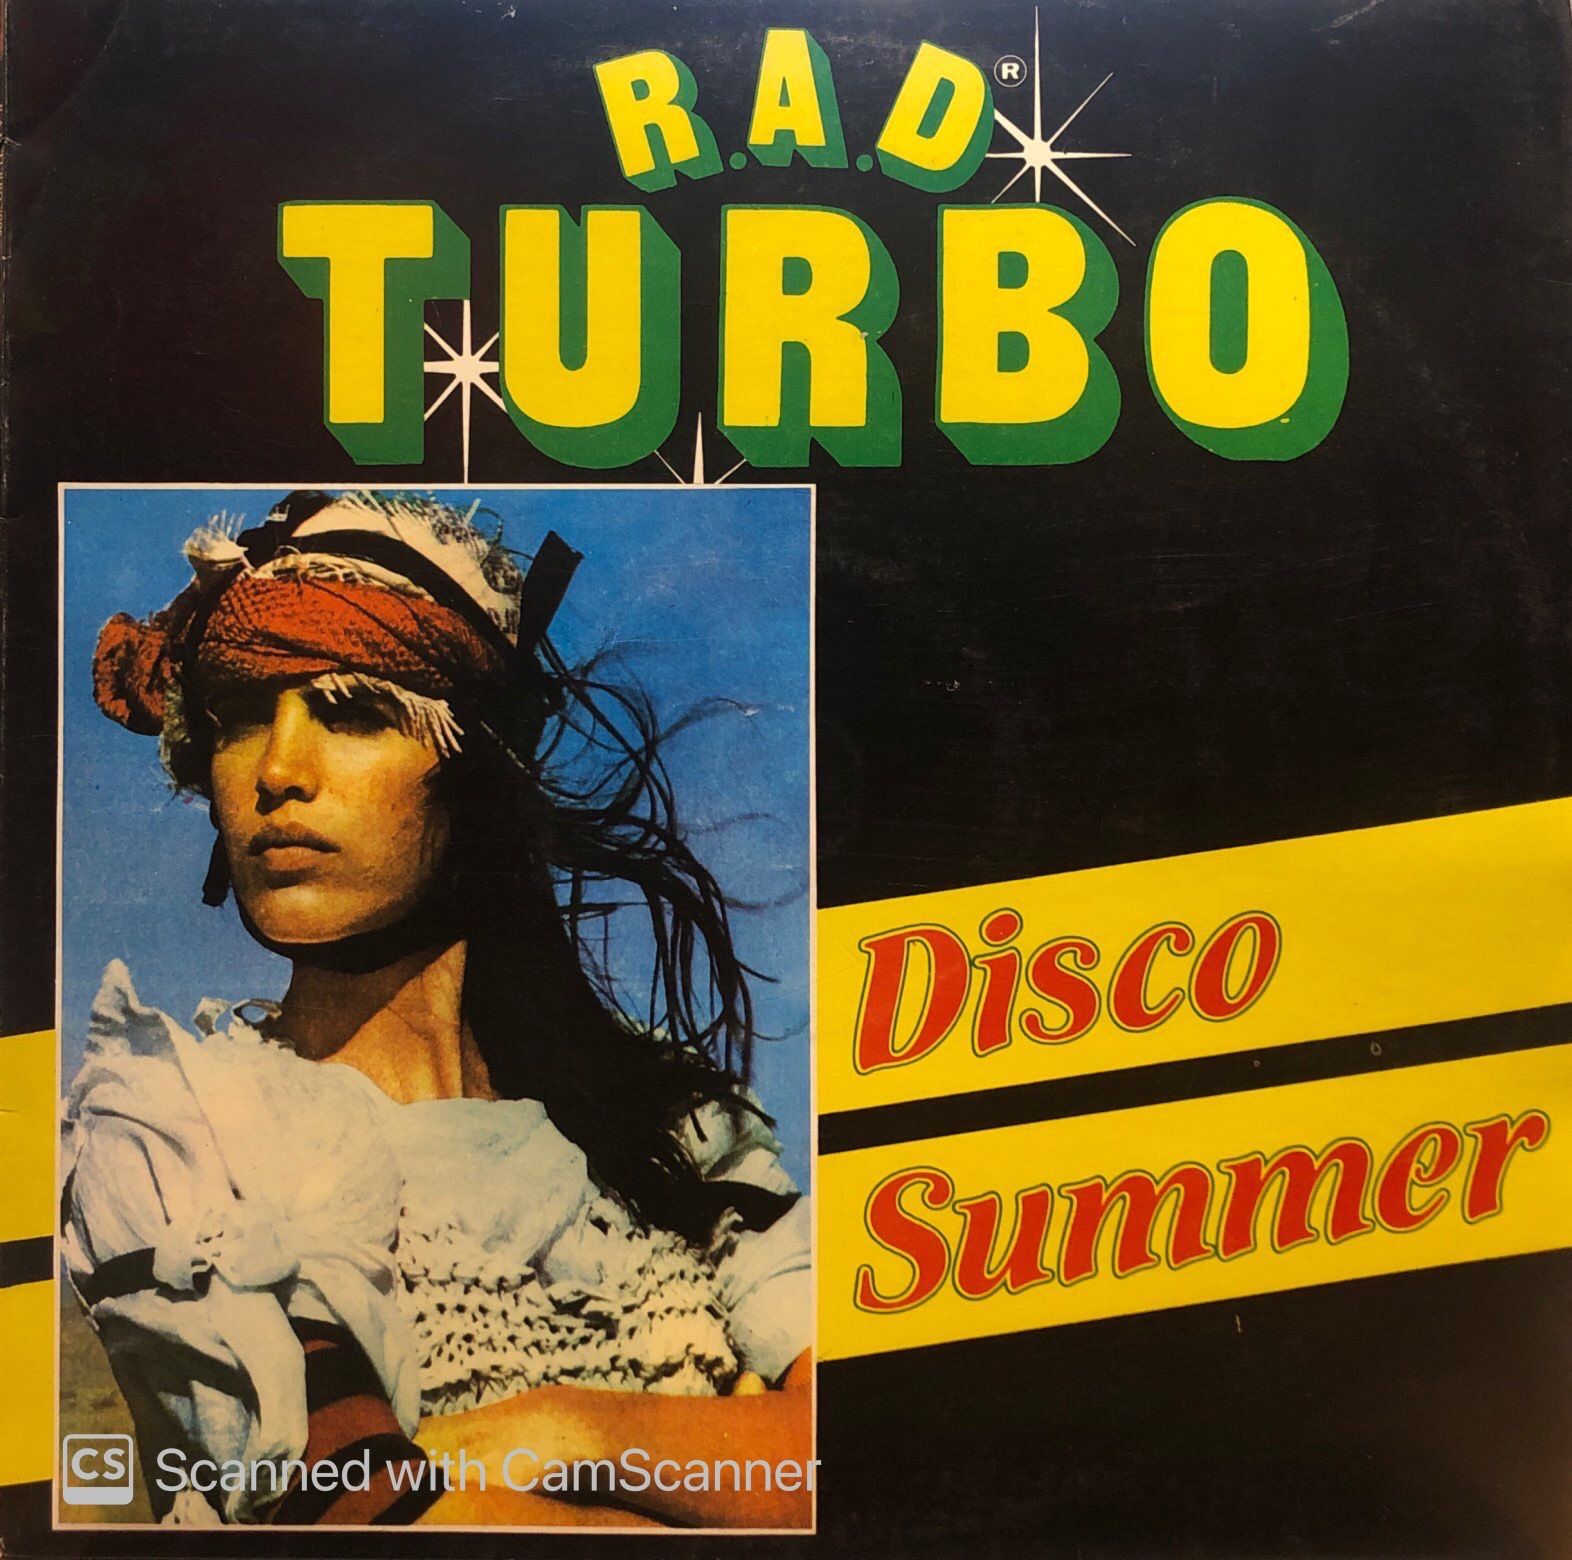 R.A.D ®
TURBO
Disco
Summer
CS Scanned with CamScanner